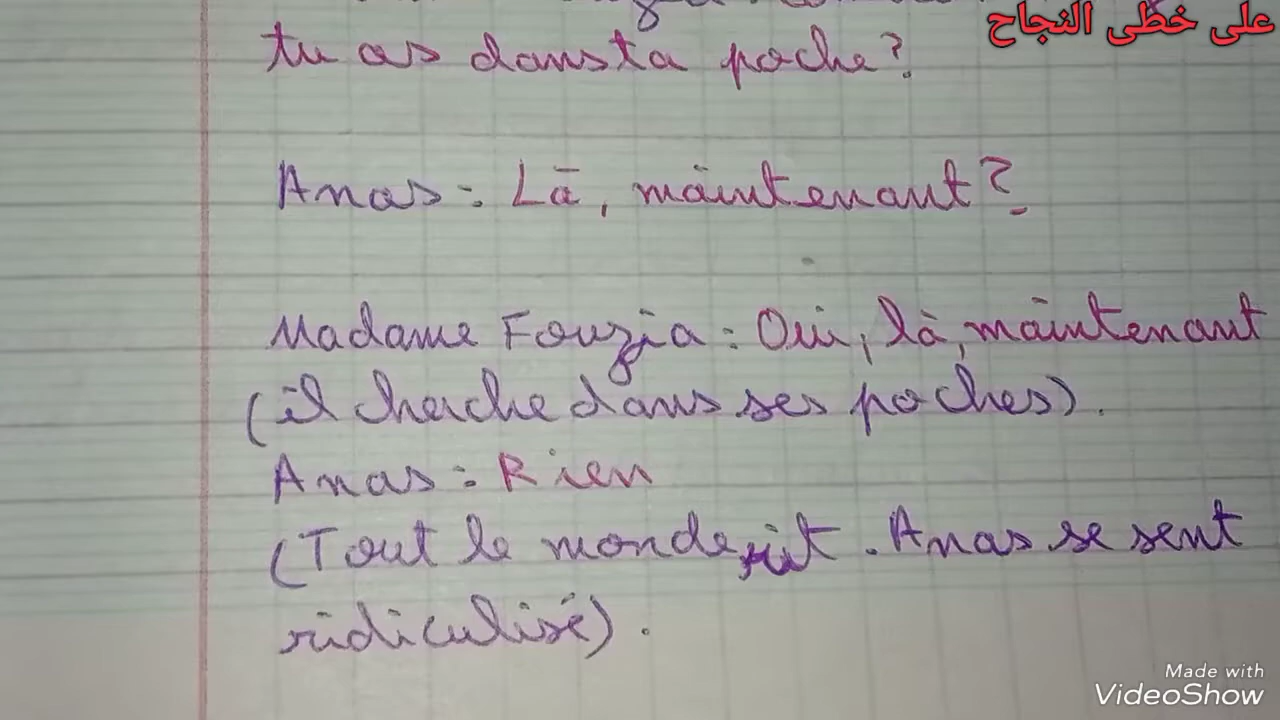 على خطى النجاح
tu as dans ta poche?
Anas: Là, maintenant?
Madame Fouzia: Oui, là, maintenant
(il cherche dans ses poches).
Anas: Rien
(Tout le monde rit. Anas se sent
ridiculisé).
Made with
VideoShow